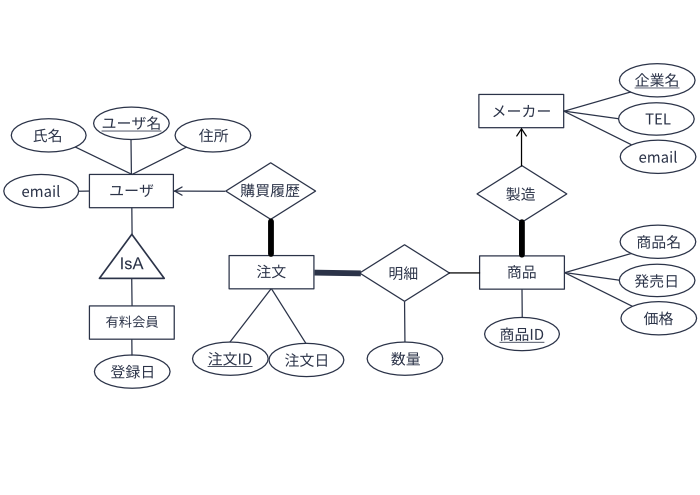 企業名
メーカー
TEL
email
氏名
ユーザ名
住所
email
ユーザ
購買履歴
製造
IsA
注文
明細
商品
商品名
発売日
価格
有料会員
商品ID
注文ID
注文日
数量
登録日